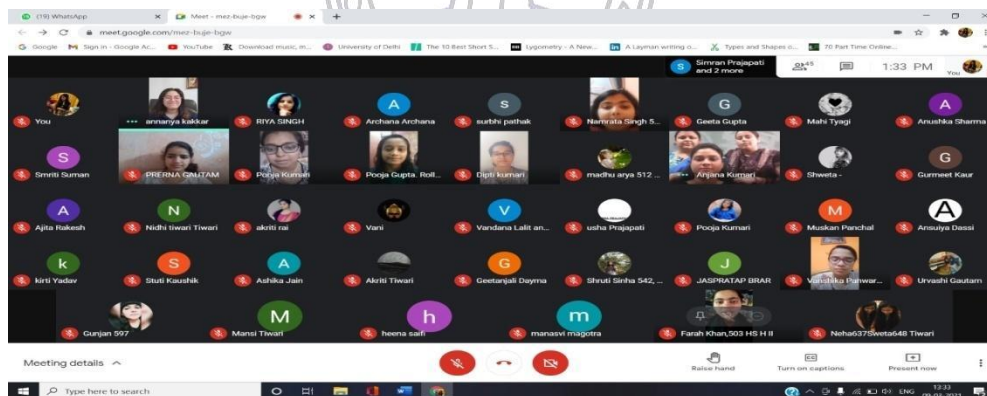 (19) WhatsApp
Meet - mez-buje-bgw
meet.google.com/mez-buje-bgw
Google
Sign in - Google Ac...
YouTube
Download music, m...
University of Delhi
The 10 Best Short S...
Lygometry - A New...
A Layman writing o...
Types and Shapes o...
70 Part Time Online...
Simran Prajapati and 2 more
45
1:33 PM
You
You
annanya kakkar
RIYA SINGH
A
Archana Archana
s
surbhi pathak
Namrata Singh 5...
G
Geeta Gupta
Mahi Tyagi
A
Anushka Sharma
S
Smriti Suman
PRERNA GAUTAM
Pooja Kumari
Pooja Gupta. Roll...
Dipti kumari
madhu arya 512 ...
Anjana Kumari
Shweta -
G
Gurmeet Kaur
A
Ajita Rakesh
N
Nidhi tiwari Tiwari
akriti rai
Vani
V
Vandana Lalit an...
usha Prajapati
Pooja Kumari
M
Muskan Panchal
A
Ansuiya Dassi
k
kirti Yadav
S
Stuti Kaushik
A
Ashika Jain
Akriti Tiwari
G
Geetanjali Dayma
Shruti Sinha 542, ...
J
JASPRATAP BRAR
Vanshika Panwar...
Urvashi Gautam
Gunjan 597
M
Mansi Tiwari
h
heena saifi
m
manasvi magotra
Farah Khan,503 HS H II
Neha637Sweta648 Tiwari
Meeting details
Raise hand
Turn on captions
Present now
Type here to search
ENG
13:33
09-03-2021